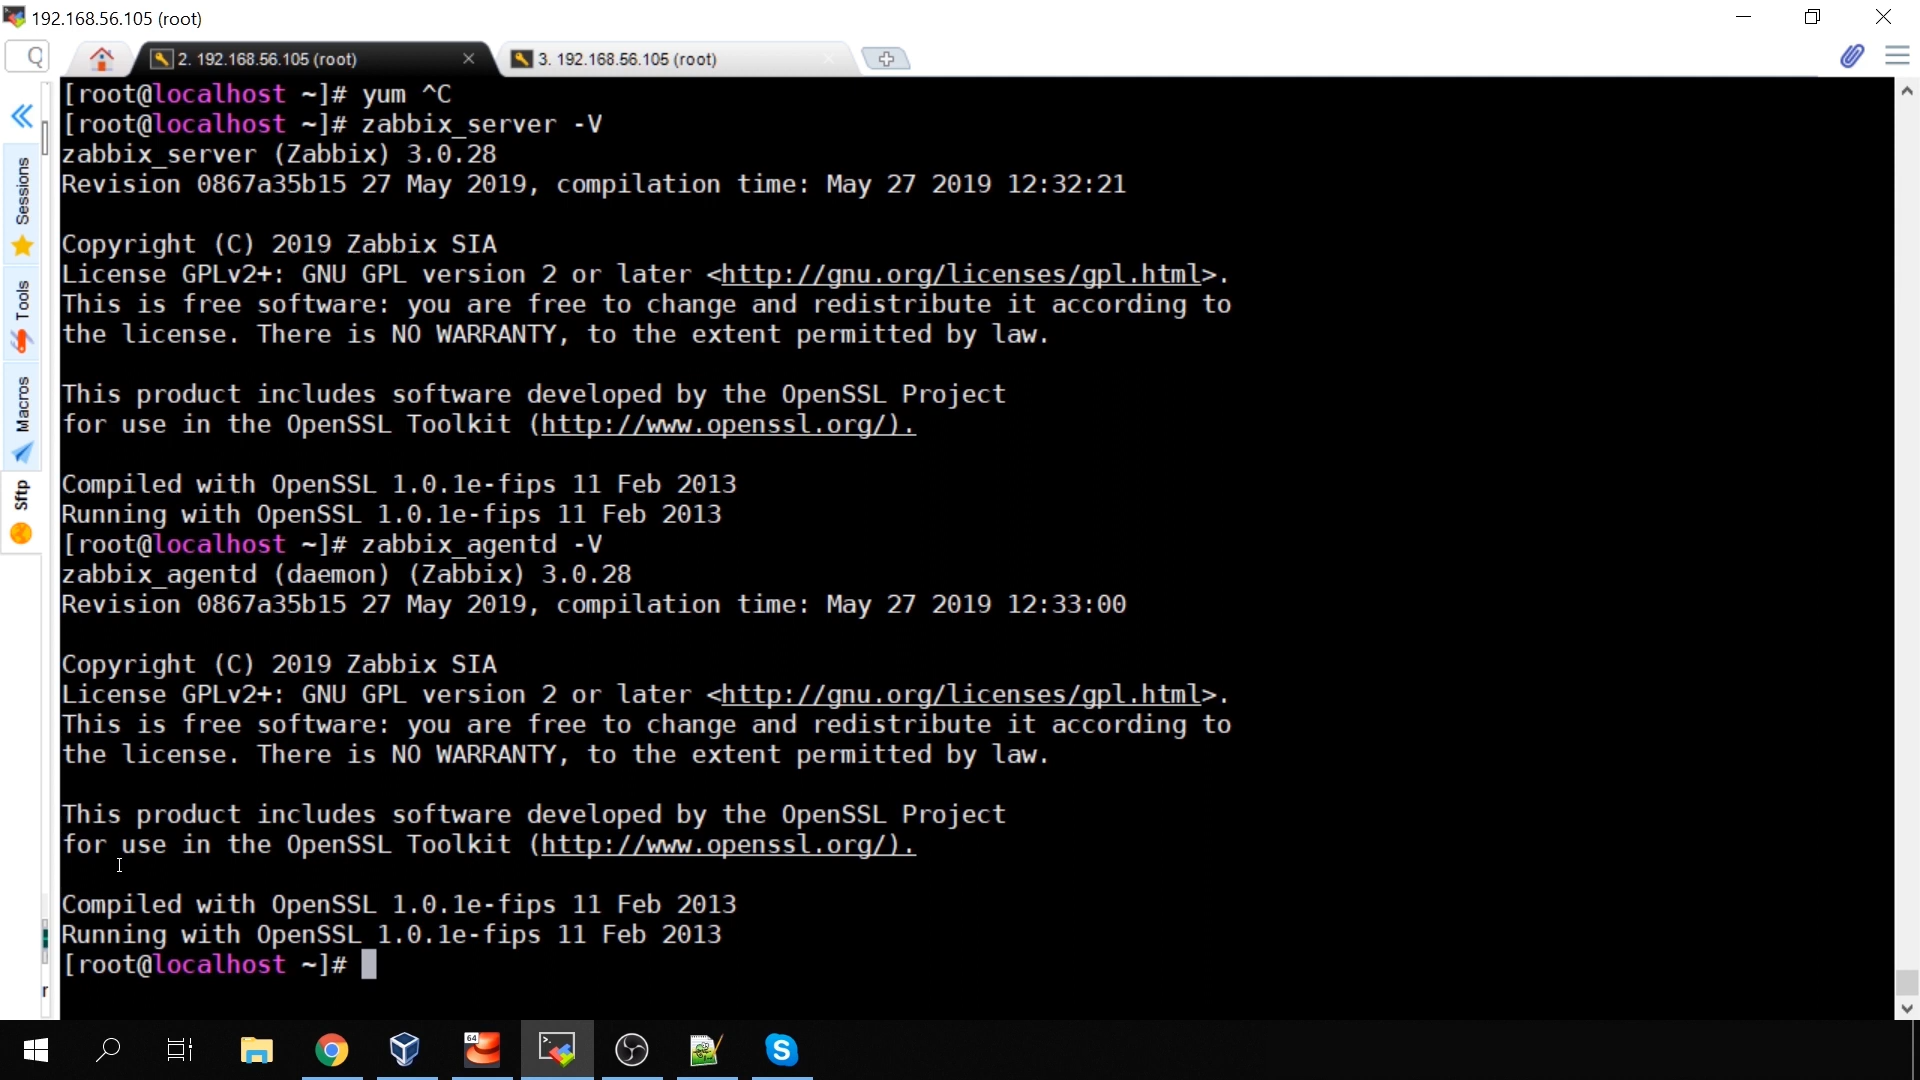 192.168.56.105 (root)
2. 192.168.56.105 (root)
3. 192.168.56.105 (root)
Sessions
Tools
Macros
Sftp
[root@localhost ~]# yum ^C
[root@localhost ~]# zabbix_server -V
zabbix_server (Zabbix) 3.0.28
Revision 0867a35b15 27 May 2019, compilation time: May 27 2019 12:32:21
Copyright (C) 2019 Zabbix SIA
License GPLv2+: GNU GPL version 2 or later <http://gnu.org/licenses/gpl.html>.
This is free software: you are free to change and redistribute it according to
the license. There is NO WARRANTY, to the extent permitted by law.
This product includes software developed by the OpenSSL Project
for use in the OpenSSL Toolkit (http://www.openssl.org/).
Compiled with OpenSSL 1.0.1e-fips 11 Feb 2013
Running with OpenSSL 1.0.1e-fips 11 Feb 2013
[root@localhost ~]# zabbix_agentd -V
zabbix_agentd (daemon) (Zabbix) 3.0.28
Revision 0867a35b15 27 May 2019, compilation time: May 27 2019 12:33:00
Copyright (C) 2019 Zabbix SIA
License GPLv2+: GNU GPL version 2 or later <http://gnu.org/licenses/gpl.html>.
This is free software: you are free to change and redistribute it according to
the license. There is NO WARRANTY, to the extent permitted by law.
This product includes software developed by the OpenSSL Project
for use in the OpenSSL Toolkit (http://www.openssl.org/).
Compiled with OpenSSL 1.0.1e-fips 11 Feb 2013
Running with OpenSSL 1.0.1e-fips 11 Feb 2013
[root@localhost ~]#
64